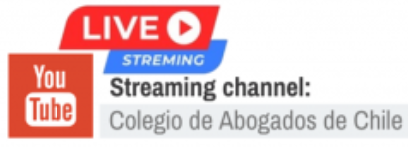 LIVE
STREMING
You
Tube
Streaming channel:
Colegio de Abogados de Chile